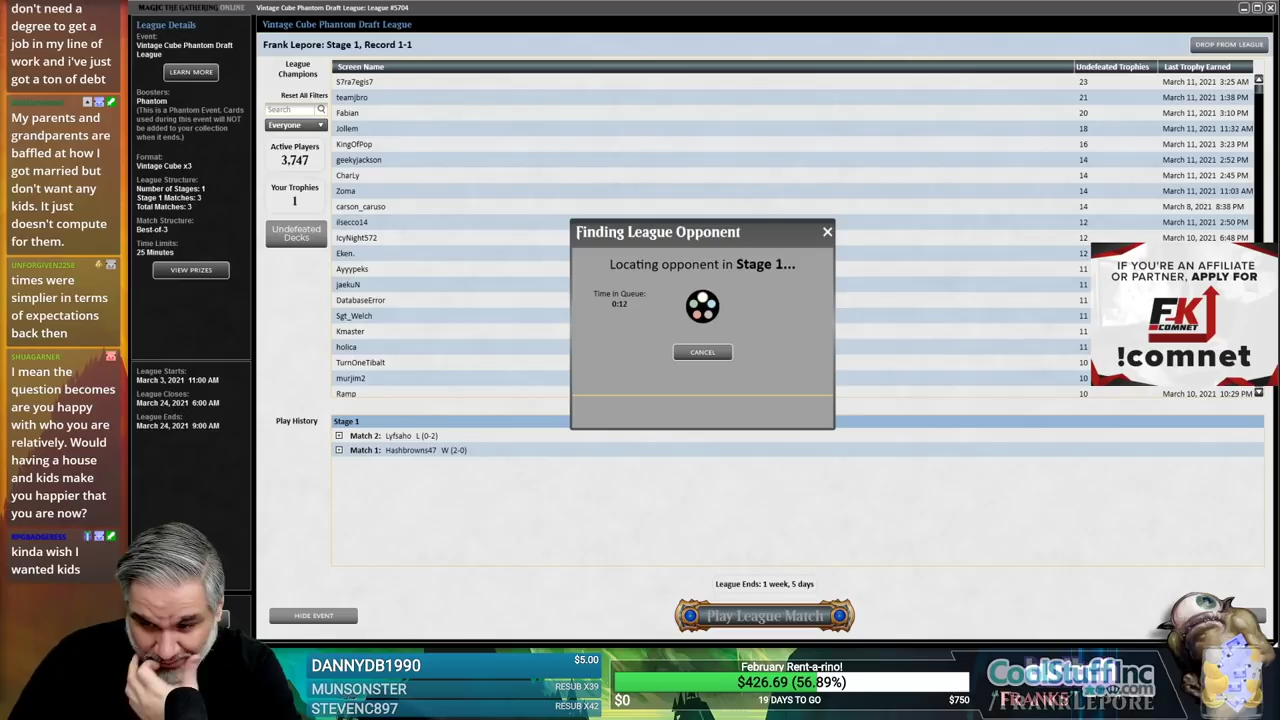 don't need a
degree to get a
job in my line of
work and i've just
got a ton of debt
My parents and
grandparents are
baffled at how I
got married but
don't want any
kids. It just
doesn't compute
for them.
UNFORGIVEN2258
times were
simplier in terms
of expectations
back then
SHUAGARNER
I mean the
question becomes
are you happy
with who you are
relatively. Would
having a house
and kids make
you happier that
you are now?
RPGBADGERESS
kinda wish I
wanted kids
MAGIC THE GATHERING ONLINE
League Details
Event:
Vintage Cube Phantom Draft
League
LEARN MORE
Boosters:
Phantom
(This is a Phantom Event. Cards
used during this event will NOT
be added to your collection
when it ends.)
Format:
Vintage Cube x3
League Structure:
Number of Stages: 1
Stage 1 Matches: 3
Total Matches: 3
Match Structure:
Best-of-3
Time Limits:
25 Minutes
VIEW PRIZES
League Starts:
March 3, 2021 11:00 AM
League Closes:
March 24, 2021 6:00 AM
League Ends:
March 24, 2021 9:00 AM
Vintage Cube Phantom Draft League: League #5704
Vintage Cube Phantom Draft League
Frank Lepore: Stage 1, Record 1-1
DROP FROM LEAGUE
League
Champions
Reset All Filters
Search
Everyone
Active Players
3,747
Your Trophies
1
Undefeated
Decks
Screen Name Undefeated Trophies Last Trophy Earned
S7ra7egis7 23 March 11, 2021 3:25 AM
teamjbro 21 March 11, 2021 1:38 PM
Fabian 20 March 11, 2021 3:10 PM
Jollem 18 March 11, 2021 11:32 AM
KingOfPop 16 March 11, 2021 3:23 PM
geekyjackson 14 March 11, 2021 2:52 PM
CharLy 14 March 11, 2021 2:45 PM
Zoma 14 March 11, 2021 11:03 AM
carson_caruso 14 March 8, 2021 8:38 PM
ilsecco14 12 March 11, 2021 2:50 PM
IcyNight572 12 March 10, 2021 6:48 PM
Eken. 12
Ayyypeks 11
jaekuN 11
DatabaseError 11
Sgt_Welch 11
Kmaster 11
holica 11
TurnOneTibalt 10
murjim2 10
Ramp 10 March 10, 2021 10:29 PM
Finding League Opponent
Locating opponent in Stage 1...
Time in Queue:
0:12
CANCEL
IF YOU'RE AN AFFILIATE
OR PARTNER, APPLY FOR
FK
COMNET
!comnet
Play History
Stage 1
Match 2: Lyfsaho L (0-2)
Match 1: Hashbrowns47 W (2-0)
League Ends: 1 week, 5 days
HIDE EVENT
Play League Match
DANNYDB1990 $5.00
MUNSONSTER RESUB X39
STEVENC897 RESUB X42
February Rent-a-rino!
$426.69 (56.89%)
$0 19 DAYS TO GO $750
CoolStuffInc
.com
/FRANKLEPORE